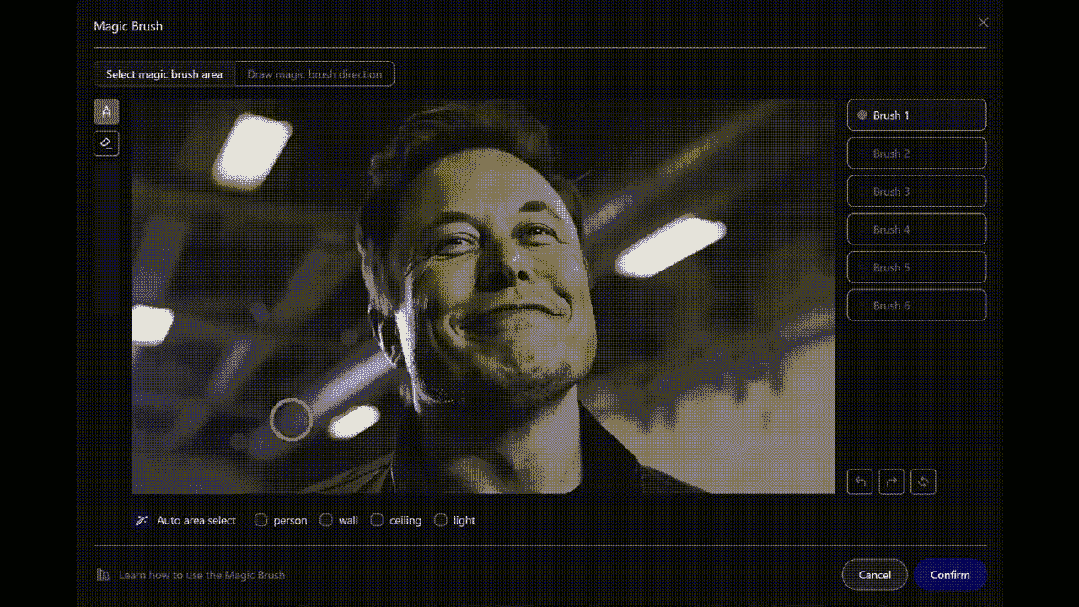 Magic Brush
Select magic brush area
Draw magic brush direction
A
Brush 1
Brush 2
Brush 3
Brush 4
Brush 5
Brush 6
Auto area select
person
wall
ceiling
light
Learn how to use the Magic Brush
Cancel
Confirm